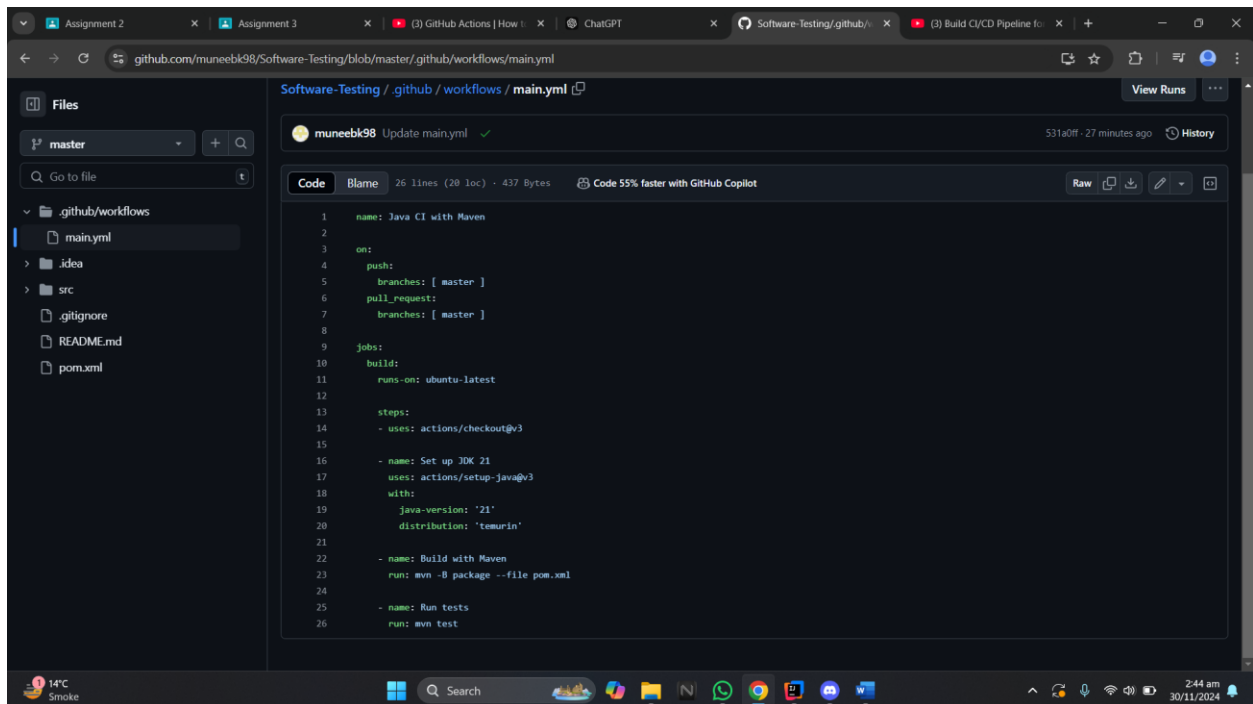 Assignment 2
Assignment 3
(3) GitHub Actions | How t
ChatGPT
Software-Testing/.github/w
(3) Build CI/CD Pipeline fo
github.com/muneebk98/Software-Testing/blob/master/.github/workflows/main.yml
Files
Software-Testing / .github / workflows / main.yml
View Runs
master
muneebk98 Update main.yml
531a0ff · 27 minutes ago
History
Go to file
t
Code
Blame
26 lines (20 loc) · 437 Bytes
Code 55% faster with GitHub Copilot
Raw
.github/workflows
main.yml
.idea
src
.gitignore
README.md
pom.xml
1 name: Java CI with Maven
2
3 on:
4 push:
5 branches: [ master ]
6 pull_request:
7 branches: [ master ]
8
9 jobs:
10 build:
11 runs-on: ubuntu-latest
12
13 steps:
14 - uses: actions/checkout@v3
15
16 - name: Set up JDK 21
17 uses: actions/setup-java@v3
18 with:
19 java-version: '21'
20 distribution: 'temurin'
21
22 - name: Build with Maven
23 run: mvn -B package --file pom.xml
24
25 - name: Run tests
26 run: mvn test
1
14°C
Smoke
Search
2:44 am
30/11/2024